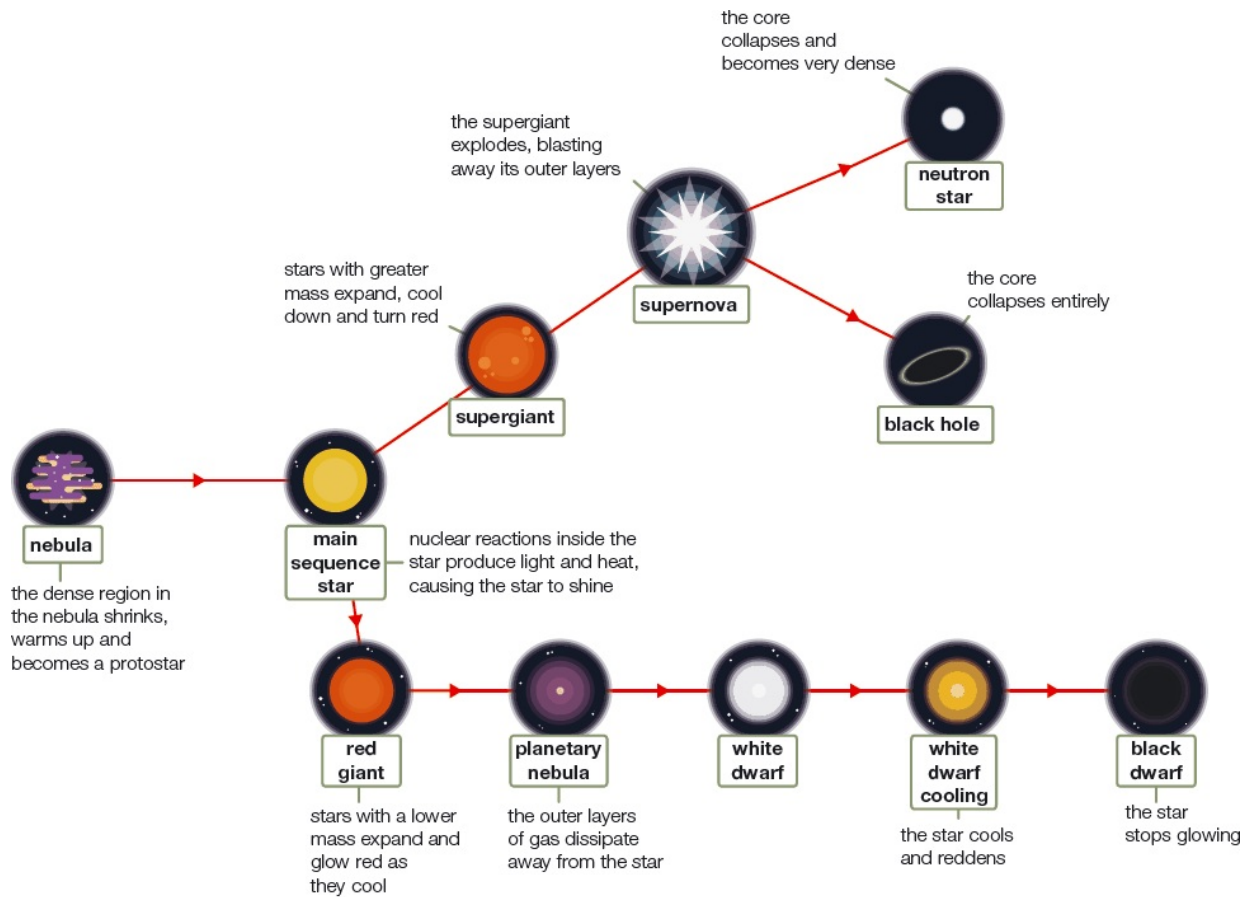 the core
collapses and
becomes very dense
neutron
star
the supergiant
explodes, blasting
away its outer layers
supernova
the core
collapses entirely
black hole
stars with greater
mass expand, cool
down and turn red
supergiant
nebula
the dense region in
the nebula shrinks,
warms up and
becomes a protostar
main
sequence
star
nuclear reactions inside the
star produce light and heat,
causing the star to shine
red
giant
stars with a lower
mass expand and
glow red as
they cool
planetary
nebula
the outer layers
of gas dissipate
away from the star
white
dwarf
white
dwarf
cooling
the star cools
and reddens
black
dwarf
the star
stops glowing